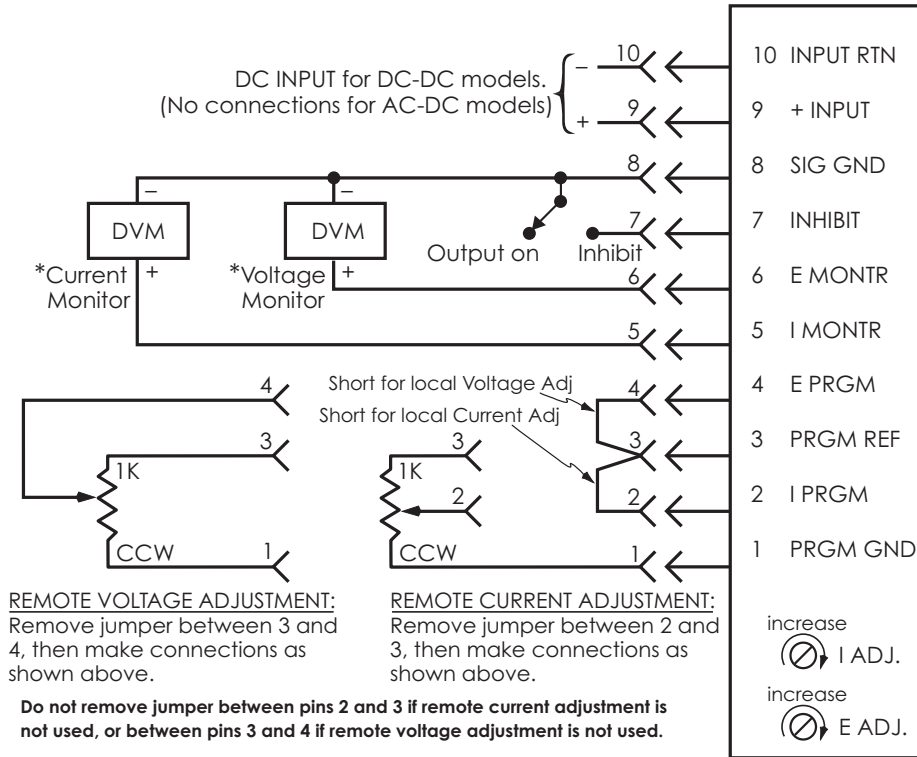 DC INPUT for DC-DC models.
(No connections for AC-DC models)
– 10
+ 9
8
– –
DVM DVM
+ +
*Current Monitor
*Voltage Monitor
Output on
Inhibit
7
6
5
Short for local Voltage Adj
Short for local Current Adj
4
3
2
1
4
3
1K
CCW
1
3
1K
2
CCW
10 INPUT RTN
9 + INPUT
8 SIG GND
7 INHIBIT
6 E MONTR
5 I MONTR
4 E PRGM
3 PRGM REF
2 I PRGM
1 PRGM GND
increase
I ADJ.
increase
E ADJ.
REMOTE VOLTAGE ADJUSTMENT:
Remove jumper between 3 and
4, then make connections as
shown above.
REMOTE CURRENT ADJUSTMENT:
Remove jumper between 2 and
3, then make connections as
shown above.
Do not remove jumper between pins 2 and 3 if remote current adjustment is
not used, or between pins 3 and 4 if remote voltage adjustment is not used.